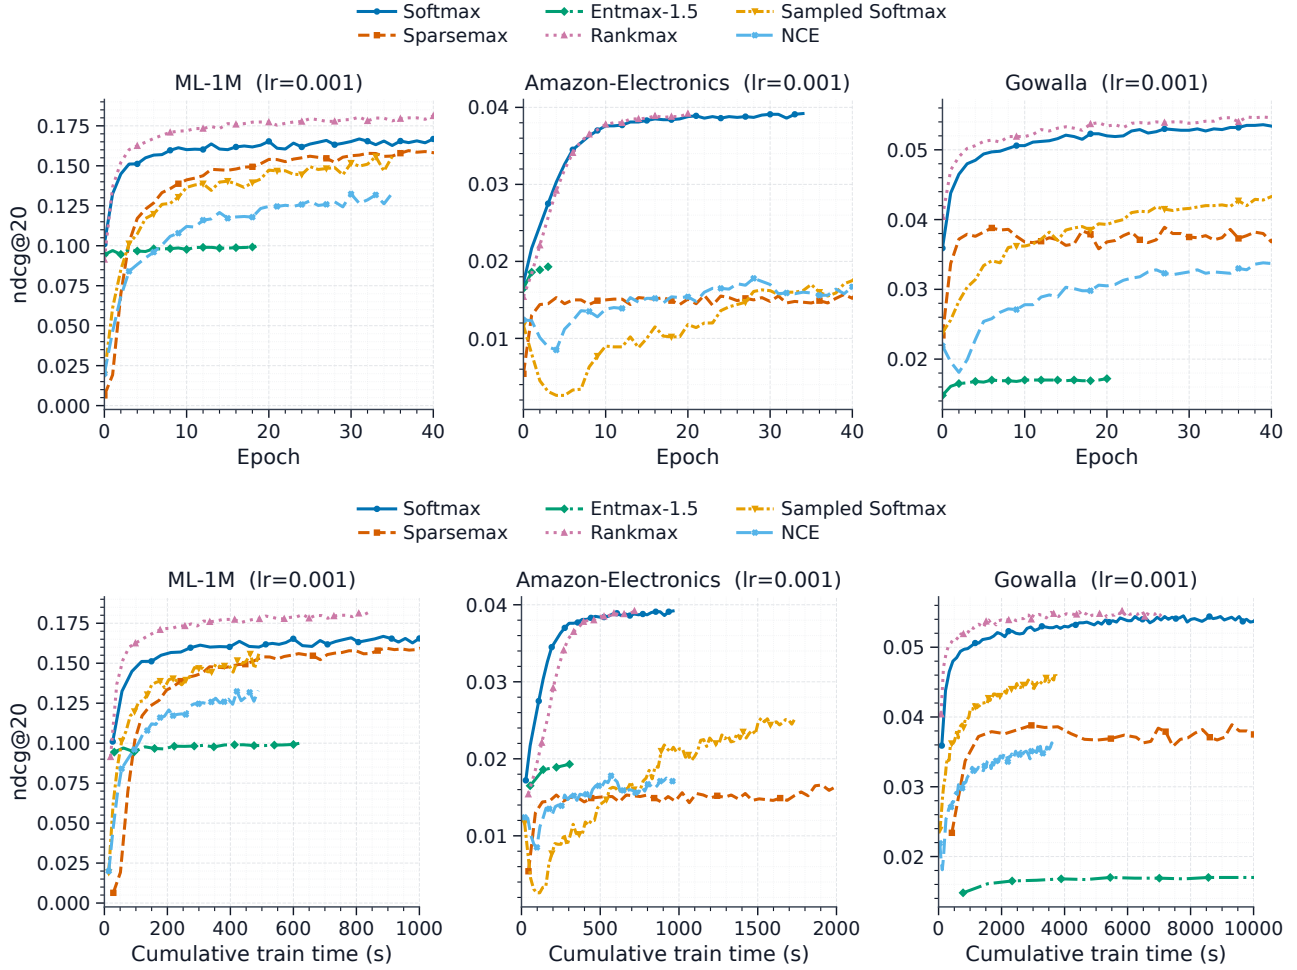 Softmax Entmax-1.5 Sampled Softmax
Sparsemax Rankmax NCE
ML-1M (lr=0.001) Amazon-Electronics (lr=0.001) Gowalla (lr=0.001)
ndcg@20
0.175
0.150
0.125
0.100
0.075
0.050
0.025
0.000
0 10 20 30 40
Epoch
0.04
0.03
0.02
0.01
0 10 20 30 40
Epoch
0.05
0.04
0.03
0.02
0 10 20 30 40
Epoch
Softmax Entmax-1.5 Sampled Softmax
Sparsemax Rankmax NCE
ML-1M (lr=0.001) Amazon-Electronics (lr=0.001) Gowalla (lr=0.001)
ndcg@20
0.175
0.150
0.125
0.100
0.075
0.050
0.025
0.000
0 200 400 600 800 1000
Cumulative train time (s)
0.04
0.03
0.02
0.01
0 500 1000 1500 2000
Cumulative train time (s)
0.05
0.04
0.03
0.02
0 2000 4000 6000 8000 10000
Cumulative train time (s)